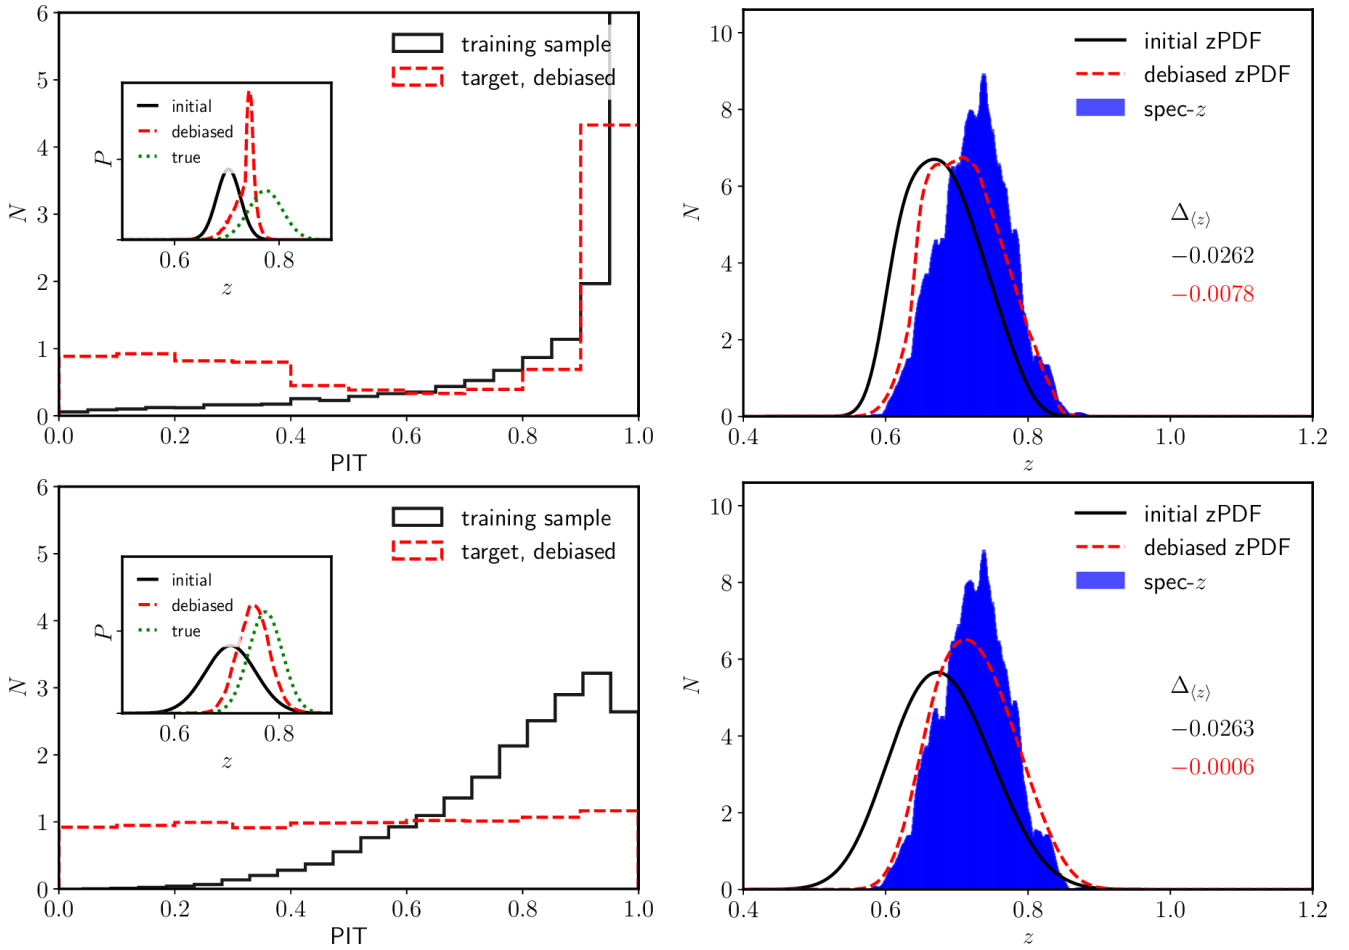 6
5
4
3
2
1
0
N
training sample
target, debiased
initial
debiased
true
P
0.6 0.8
z
0.0 0.2 0.4 0.6 0.8 1.0
PIT
10
8
6
4
2
0
N
initial zPDF
debiased zPDF
spec-z
Δ⟨z⟩
−0.0262
−0.0078
0.4 0.6 0.8 1.0 1.2
z
6
5
4
3
2
1
0
N
training sample
target, debiased
initial
debiased
true
P
0.6 0.8
z
0.0 0.2 0.4 0.6 0.8 1.0
PIT
10
8
6
4
2
0
N
initial zPDF
debiased zPDF
spec-z
Δ⟨z⟩
−0.0263
−0.0006
0.4 0.6 0.8 1.0 1.2
z